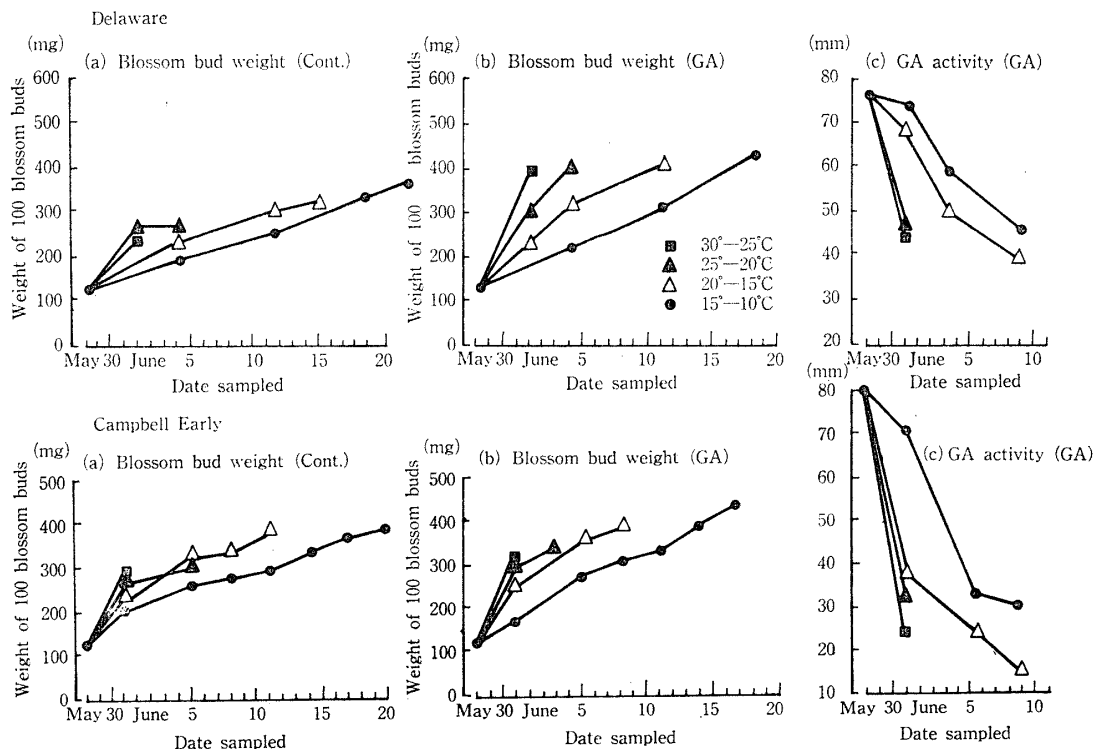 Delaware
(mg)
(a) Blossom bud weight (Cont.)
600
500
400
300
200
100
0
Weight of 100 blossom buds
May 30 June 5 10 15 20
Date sampled
(mg)
(b) Blossom bud weight (GA)
600
500
400
300
200
100
0
Weight of 100 blossom buds
30°—25°C
25°—20°C
20°—15°C
15°—10°C
May 30 June 5 10 15 20
Date sampled
(mm)
(c) GA activity (GA)
80
70
60
50
40
30
20
May 30 June 5 10
Date sampled
Campbell Early
(mg)
(a) Blossom bud weight (Cont.)
500
400
300
200
100
0
Weight of 100 blossom buds
May 30 June 5 10 15 20
Date sampled
(mg)
(b) Blossom bud weight (GA)
500
400
300
200
100
0
Weight of 100 blossom buds
May 30 June 5 10 15 20
Date sampled
(mm)
80
70
60
50
40
30
20
10
(c) GA activity (GA)
May 30 June 5 10
Date sampled